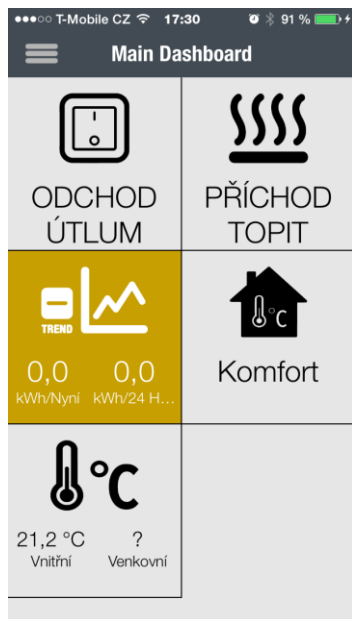 T-Mobile CZ 17:30 91 %
Main Dashboard
ODCHOD
ÚTLUM
PŘÍCHOD
TOPIT
TREND
0,0 0,0
kWh/Nyní kWh/24 H...
°C
Komfort
°C
21,2 °C ?
Vnitřní Venkovní